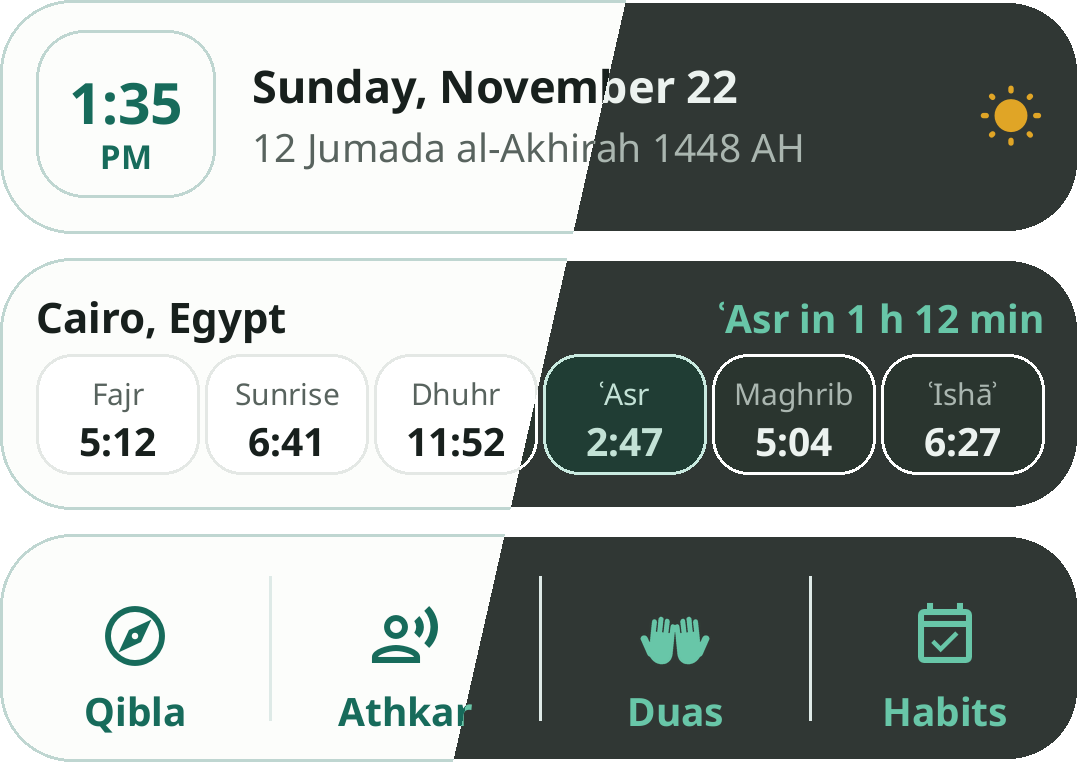 1:35
PM
Sunday, November 22
12 Jumada al-Akhirah 1448 AH
Cairo, Egypt
ʿAsr in 1 h 12 min
Fajr
5:12
Sunrise
6:41
Dhuhr
11:52
ʿAsr
2:47
Maghrib
5:04
ʿIshāʾ
6:27
Qibla
Athkar
Duas
Habits